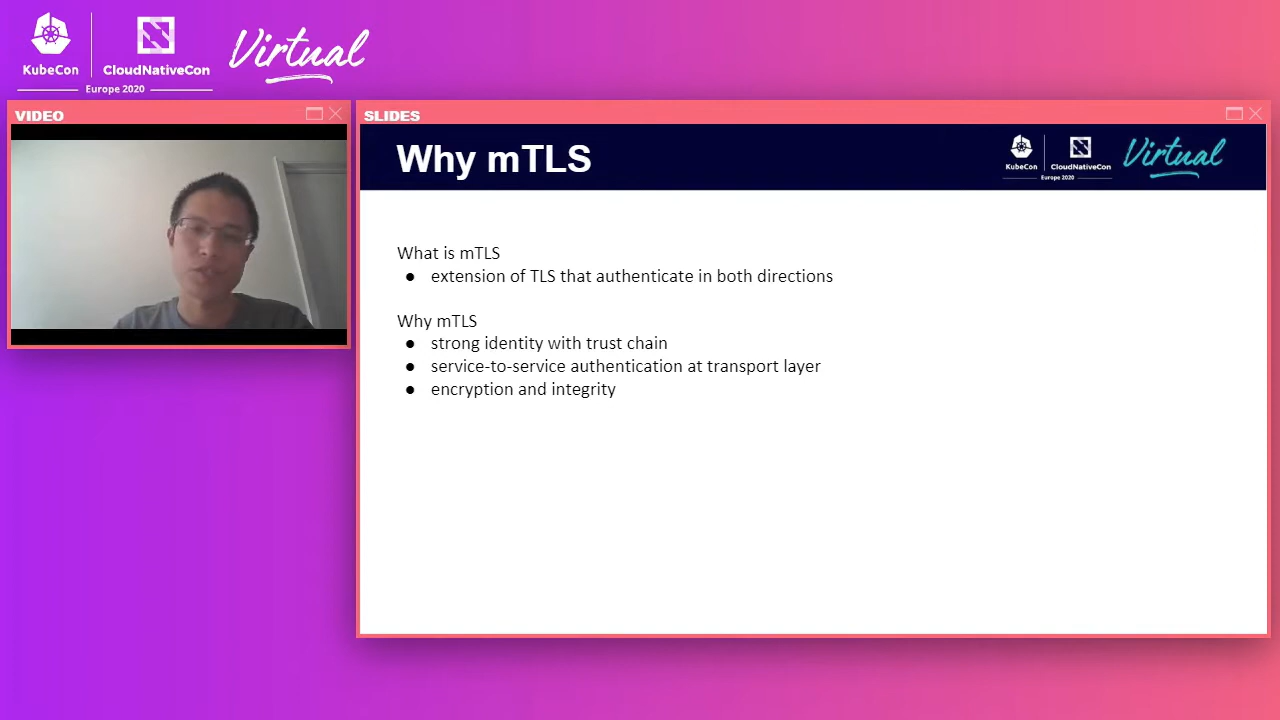 KubeCon
CloudNativeCon
Europe 2020
Virtual
VIDEO
SLIDES
Why mTLS
KubeCon
CloudNativeCon
Europe 2020
Virtual
What is mTLS
● extension of TLS that authenticate in both directions
Why mTLS
● strong identity with trust chain
● service-to-service authentication at transport layer
● encryption and integrity